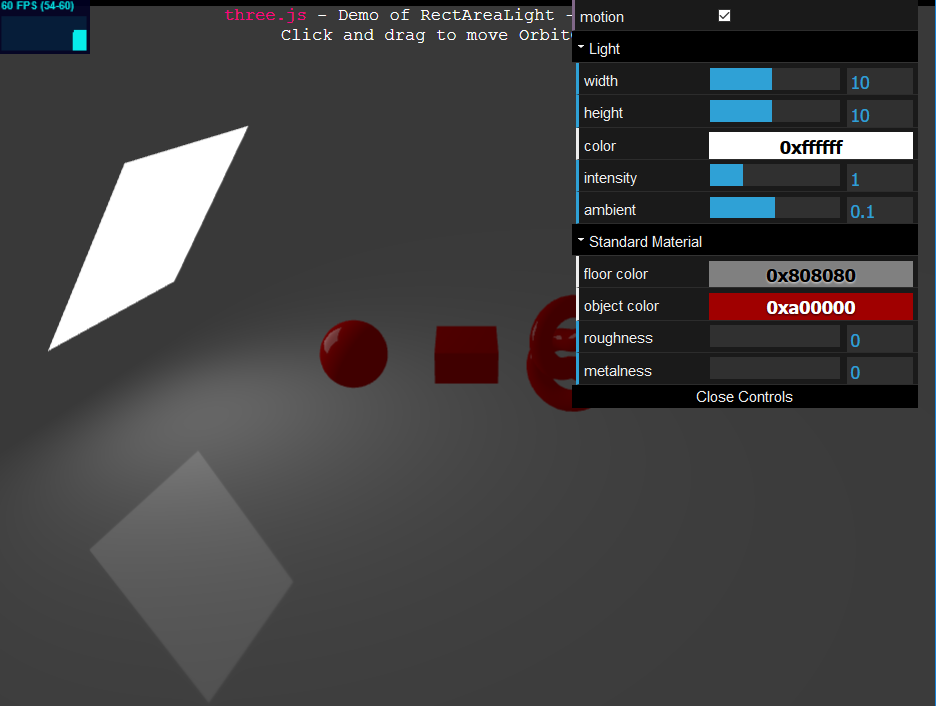 60 FPS (54-60)
three.js - Demo of RectAreaLight -
Click and drag to move
motion
Light
width 10
height 10
color 0xffffff
intensity 1
ambient 0.1
Standard Material
floor color 0x808080
object color 0xa00000
roughness 0
metalness 0
Close Controls